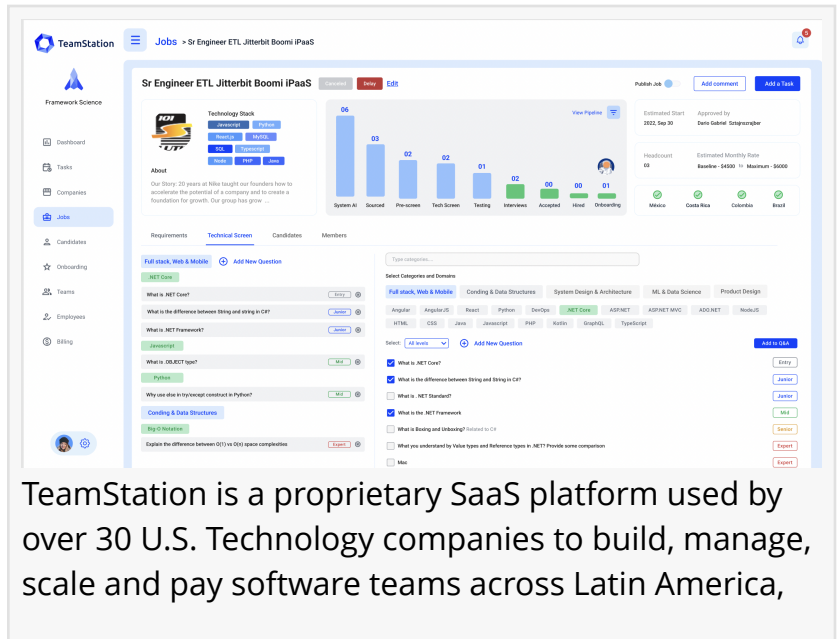 TeamStation
Jobs > Sr Engineer ETL Jitterbit Boomi iPaaS
5
Framework Science
Dashboard
Tasks
Companies
Jobs
Candidates
Onboarding
Teams
Employees
Billing
Sr Engineer ETL Jitterbit Boomi iPaaS Canceled Delay Edit
Publish Job Add comment Add a Task
101
Technology Stack
Javascript Python
React.js MySQL
SQL Typescript
Node PHP Java
About
Our Story: 20 years at Nike taught our founders how to
accelerate the potential of a company and to create a
foundation for growth. Our group has grow ...
View Pipeline
06 03 02 02 01 02 00 00 01
System AI Sourced Pre-screen Tech Screen Testing Interviews Accepted Hired Onboarding
Estimated Start Approved by
2022, Sep 30 Dario Gabriel Sztajnszrajber
Headcount Estimated Monthly Rate
03 Baseline - $4500 to Maximum - $6000
México Costa Rica Colombia Brazil
Requirements Technical Screen Candidates Members
Full stack, Web & Mobile Add New Question
.NET Core
What is .NET Core? Entry
What is the difference between String and string in C#? Junior
What is .NET Framework? Junior
Javascript
What is .OBJECT type? Mid
Python
Why use else in try/except construct in Python? Mid
Conding & Data Structures
Big-O Notation
Explain the difference between O(1) vs O(n) space complexities Expert
Type categories...
Select Categories and Domains
Full stack, Web & Mobile Conding & Data Structures System Design & Architecture ML & Data Science Product Design
Angular AngularJS React Python DevOps .NET Core ASP.NET ASP.NET MVC ADO.NET NodeJS
HTML CSS Java Javascript PHP Kotlin GraphQL TypeScript
Select: All levels Add New Question Add to Q&A
What is .NET Core? Entry
What is the difference between String and String in C#? Junior
What is . NET Standard? Junior
What is the .NET Framework Mid
What is Boxing and Unboxing? Related to C# Senior
What you understand by Value types and Reference types in .NET? Provide some comparison Expert
Mac Expert
TeamStation is a proprietary SaaS platform used by
over 30 U.S. Technology companies to build, manage,
scale and pay software teams across Latin America,